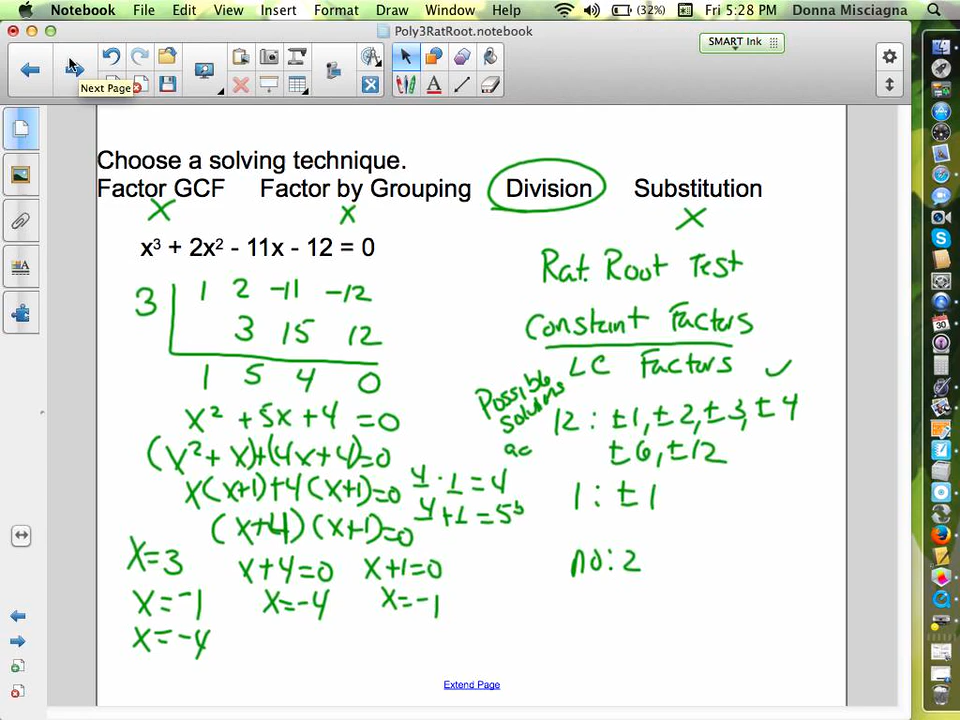 Notebook File Edit View Insert Format Draw Window Help (32%) Fri 5:28 PM Donna Misciagna
Poly3RatRoot.notebook
SMART Ink
Next Page
Choose a solving technique.
Factor GCF Factor by Grouping Division Substitution
X X X
x³ + 2x² - 11x - 12 = 0
Rat. Root Test
3 1 2 -11 -12
3 15 12
1 5 4 0
Constant Factors
LC Factors ✓
Possible
Solutions
12 : ±1, ±2, ±3, ±4
±6, ±12
1 : ±1
no: 2
x² + 5x + 4 = 0
(x² + x)+(4x+4)=0
x(x+1)+4(x+1)=0
(x+4)(x+1)=0
ac
4 · 1 = 4
4+1 = 5 b
x=3 x+4=0 x+1=0
x=-1 x=-4 x=-1
x=-4
Extend Page
30